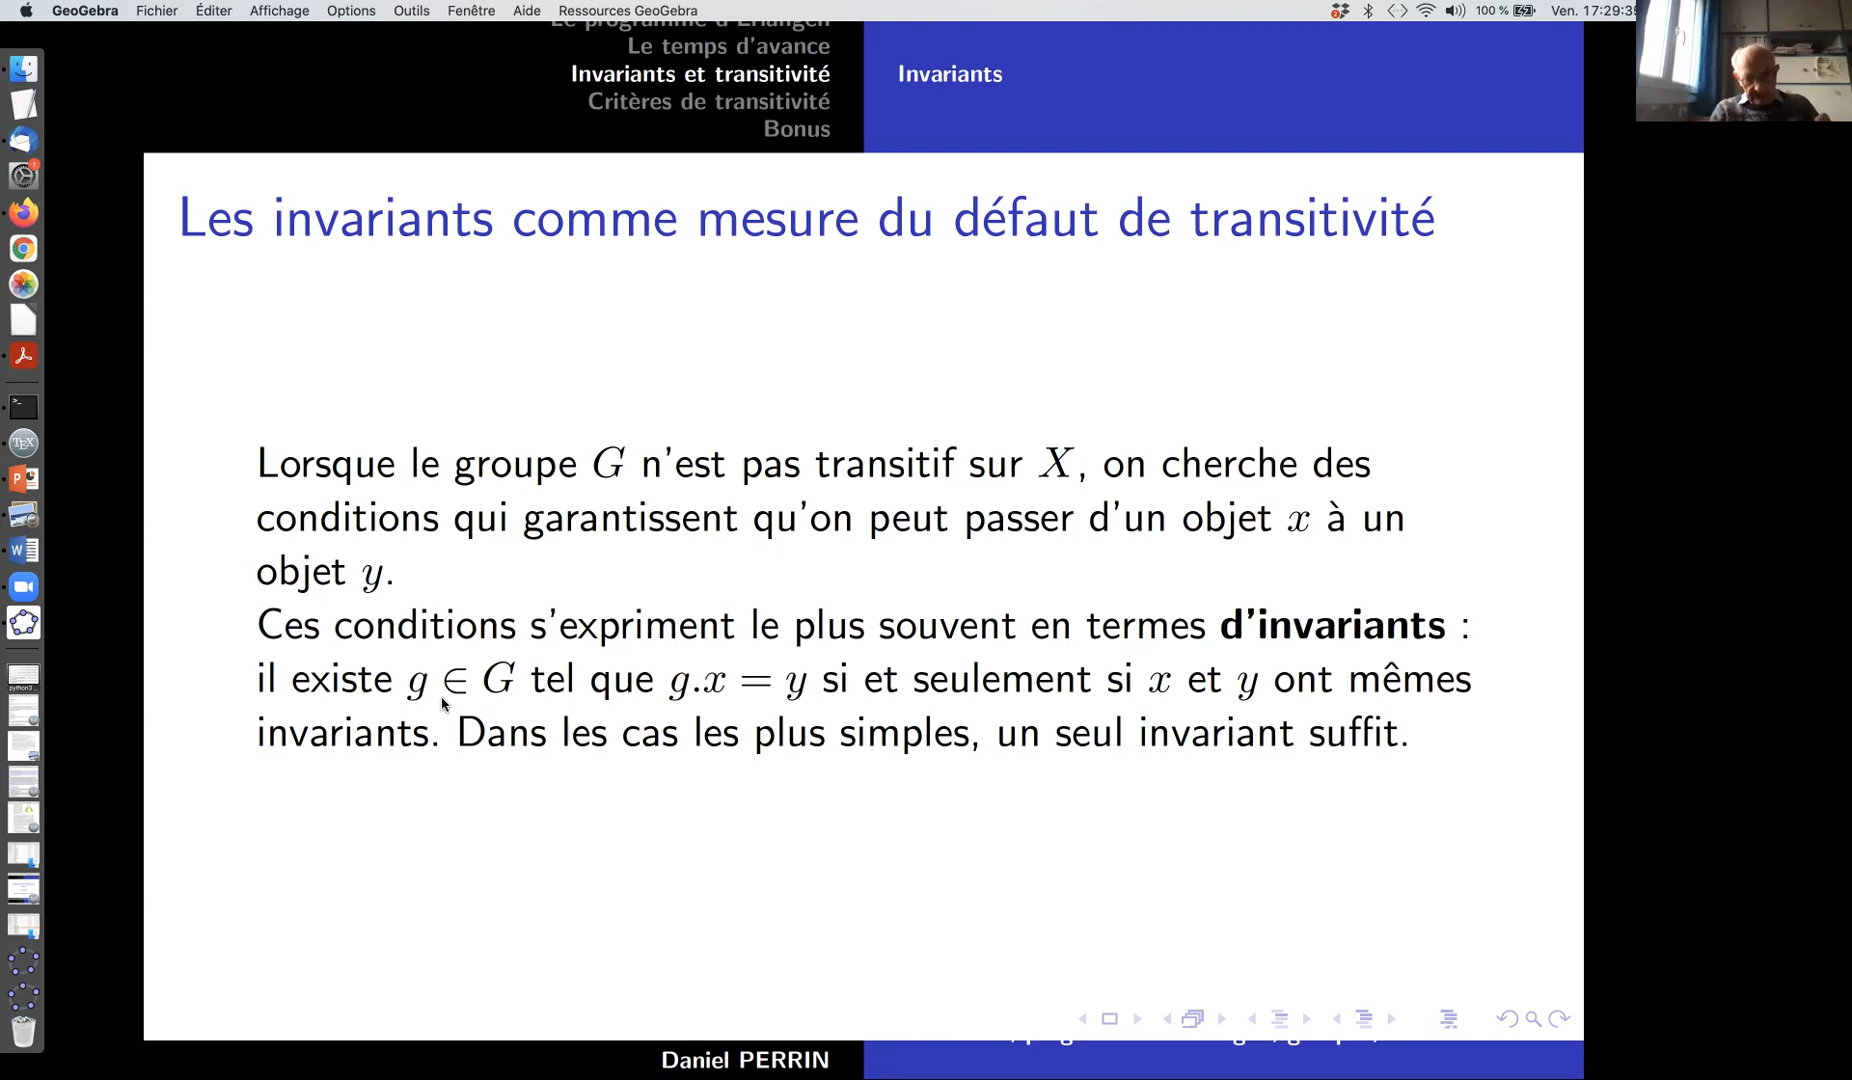 GeoGebra Fichier Éditer Affichage Options Outils Fenêtre Aide Ressources GeoGebra 100 % Ven. 17:29:35
Le programme d'Erlangen
Le temps d'avance
Invariants et transitivité
Critères de transitivité
Bonus
Invariants
Les invariants comme mesure du défaut de transitivité
Lorsque le groupe G n'est pas transitif sur X, on cherche des
conditions qui garantissent qu'on peut passer d'un objet x à un
objet y.
Ces conditions s'expriment le plus souvent en termes d'invariants :
il existe g ∈ G tel que g.x = y si et seulement si x et y ont mêmes
invariants. Dans les cas les plus simples, un seul invariant suffit.
Daniel PERRIN